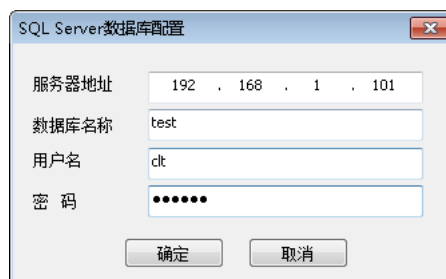 SQL Server数据库配置
服务器地址 192 . 168 . 1 . 101
数据库名称 test
用户名 clt
密 码 ●●●●●●
确定 取消